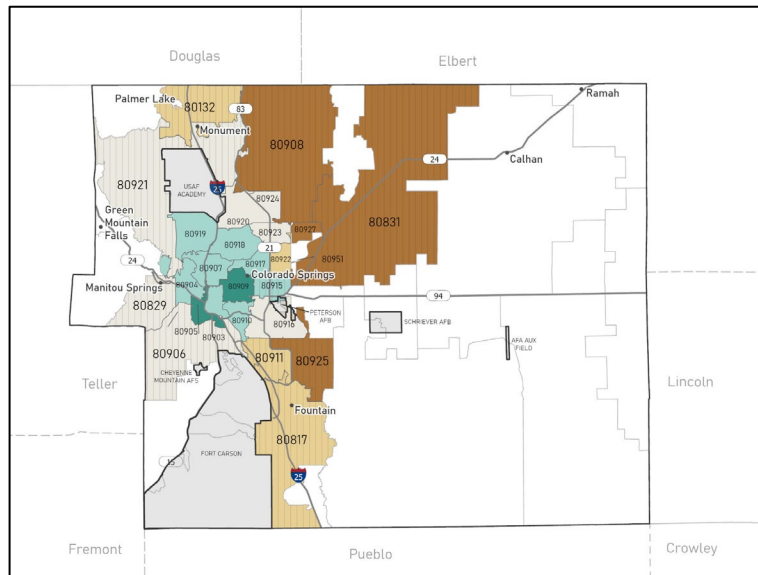 Douglas
Elbert
Palmer Lake
80132
83
Monument
Ramah
80908
24
Calhan
80921
USAF
ACADEMY
25
80924
80831
Green
Mountain
Falls
80920
80923
80927
80919
80918
21
24
80907
80917
80922
80951
Colorado Springs
Manitou Springs
80904
80909
80915
94
80829
PETERSON
AFB
80910
80916
SCHRIEVER AFB
80905
80903
AFA AUX
FIELD
80906
80911
80925
CHEYENNE
MOUNTAIN AFS
Teller
Lincoln
Fountain
80817
FORT CARSON
15
25
Fremont
Pueblo
Crowley